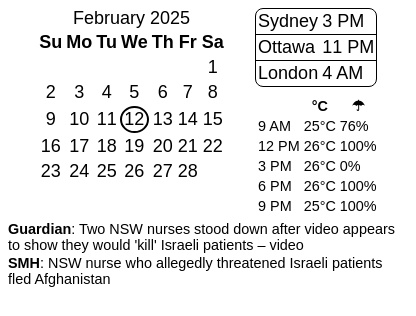 February 2025
Su Mo Tu We Th Fr Sa
1
2 3 4 5 6 7 8
9 10 11 12 13 14 15
16 17 18 19 20 21 22
23 24 25 26 27 28
Sydney 3 PM
Ottawa 11 PM
London 4 AM
°C ☂
9 AM 25°C 76%
12 PM 26°C 100%
3 PM 26°C 0%
6 PM 26°C 100%
9 PM 25°C 100%
Guardian: Two NSW nurses stood down after video appears
to show they would 'kill' Israeli patients – video
SMH: NSW nurse who allegedly threatened Israeli patients
fled Afghanistan